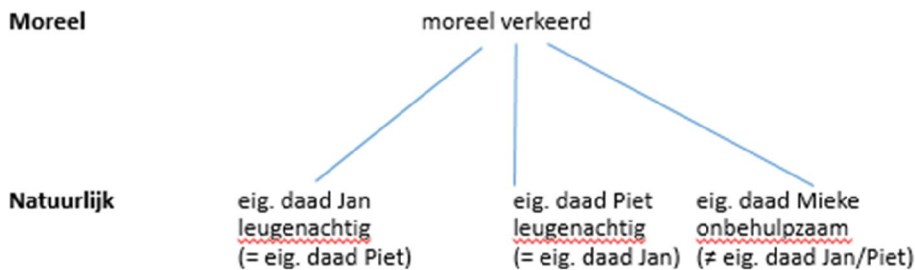 Moreel moreel verkeerd
Natuurlijk eig. daad Jan eig. daad Piet eig. daad Mieke
leugenachtig leugenachtig onbehulpzaam
(= eig. daad Piet) (= eig. daad Jan) (≠ eig. daad Jan/Piet)